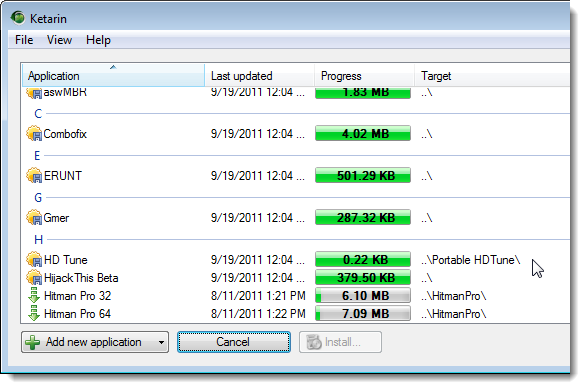 Ketarin
File View Help
Application Last updated Progress Target
aswMBR 9/19/2011 12:04 ... 1.83 MB ..\
C
Combofix 9/19/2011 12:04 ... 4.02 MB ..\
E
ERUNT 9/19/2011 12:04 ... 501.29 KB ..\
G
Gmer 9/19/2011 12:04 ... 287.32 KB ..\
H
HD Tune 9/19/2011 12:04 ... 0.22 KB ..\Portable HDTune\
HijackThis Beta 9/19/2011 12:04 ... 379.50 KB ..\
Hitman Pro 32 8/11/2011 1:21 PM 6.10 MB ..\HitmanPro\
Hitman Pro 64 8/11/2011 1:22 PM 7.09 MB ..\HitmanPro\
Add new application Cancel Install...